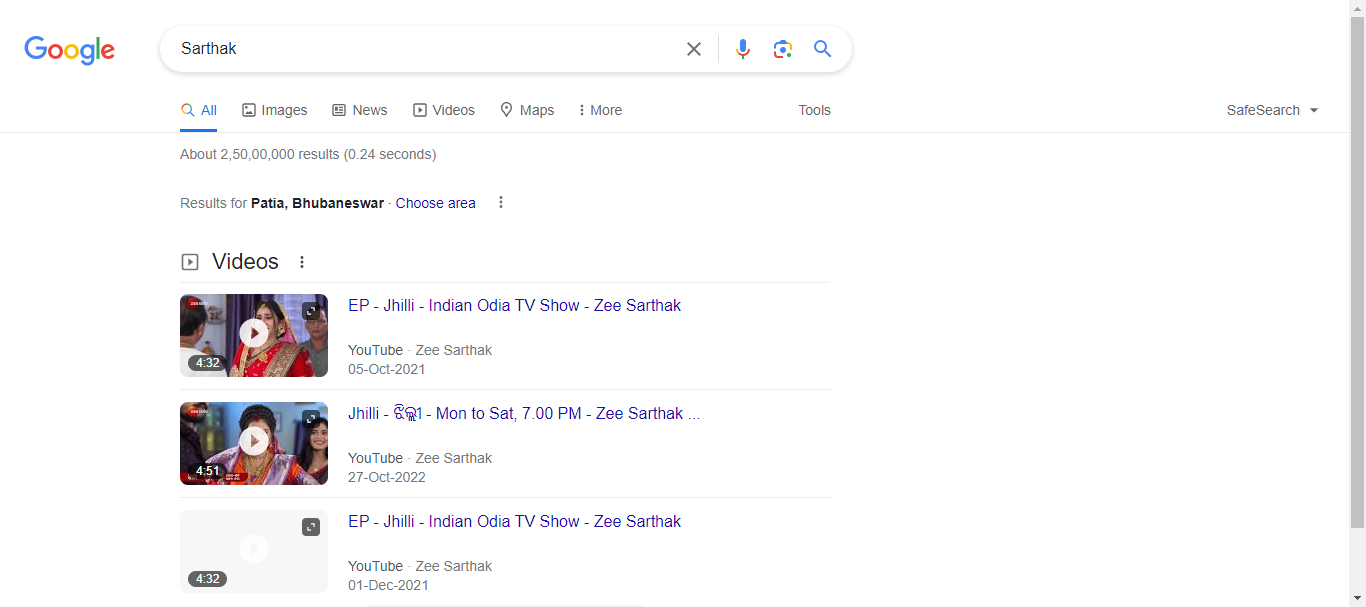 Google
Sarthak
All Images News Videos Maps More Tools SafeSearch
About 2,50,00,000 results (0.24 seconds)
Results for Patia, Bhubaneswar · Choose area
Videos
EP - Jhilli - Indian Odia TV Show - Zee Sarthak
4:32
YouTube · Zee Sarthak
05-Oct-2021
Jhilli - ଝିଲ୍ଲୀ - Mon to Sat, 7.00 PM - Zee Sarthak ...
4:51
YouTube · Zee Sarthak
27-Oct-2022
EP - Jhilli - Indian Odia TV Show - Zee Sarthak
4:32
YouTube · Zee Sarthak
01-Dec-2021